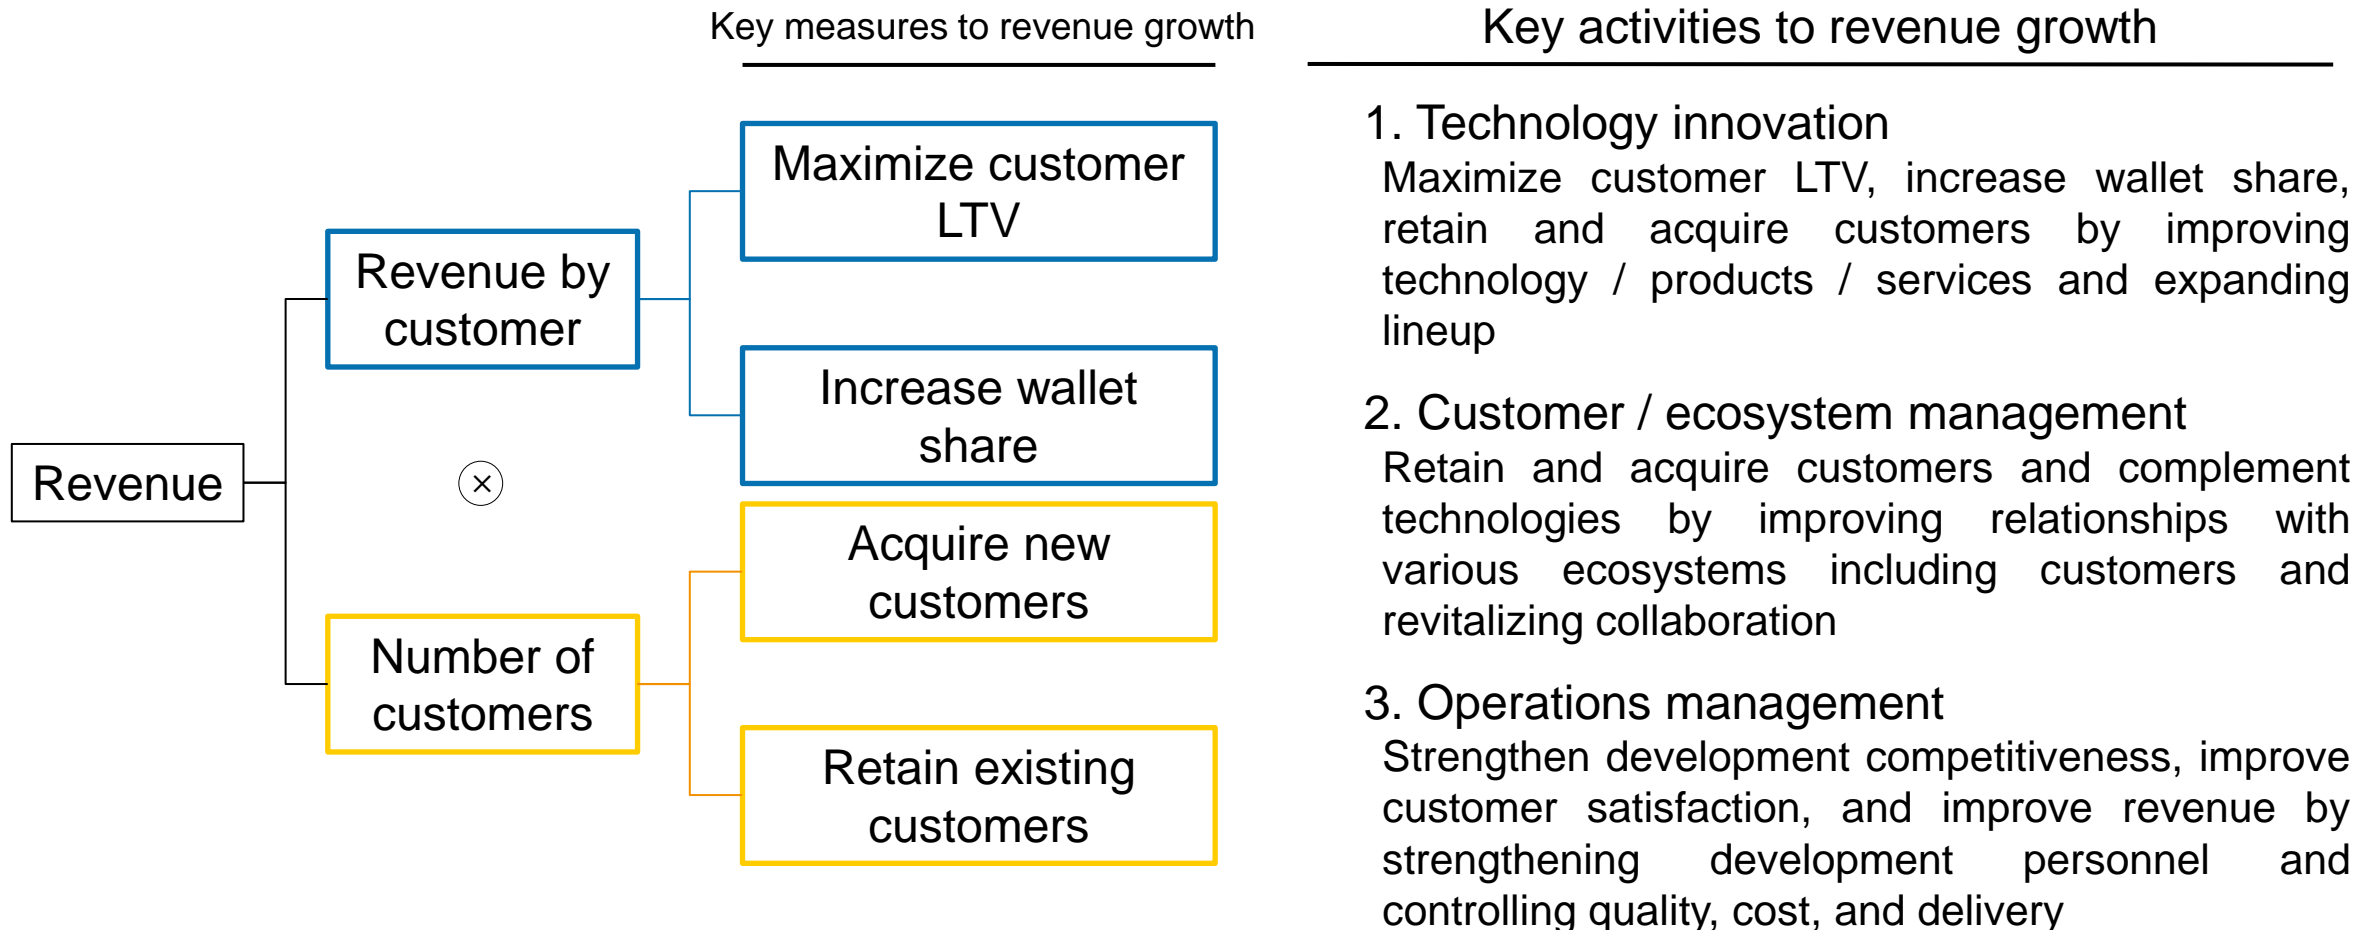 Key measures to revenue growth
Key activities to revenue growth
Revenue
Revenue by
customer
×
Number of
customers
Maximize customer
LTV
Increase wallet
share
Acquire new
customers
Retain existing
customers
1. Technology innovation
Maximize customer LTV, increase wallet share,
retain and acquire customers by improving
technology / products / services and expanding
lineup
2. Customer / ecosystem management
Retain and acquire customers and complement
technologies by improving relationships with
various ecosystems including customers and
revitalizing collaboration
3. Operations management
Strengthen development competitiveness, improve
customer satisfaction, and improve revenue by
strengthening development personnel and
controlling quality, cost, and delivery